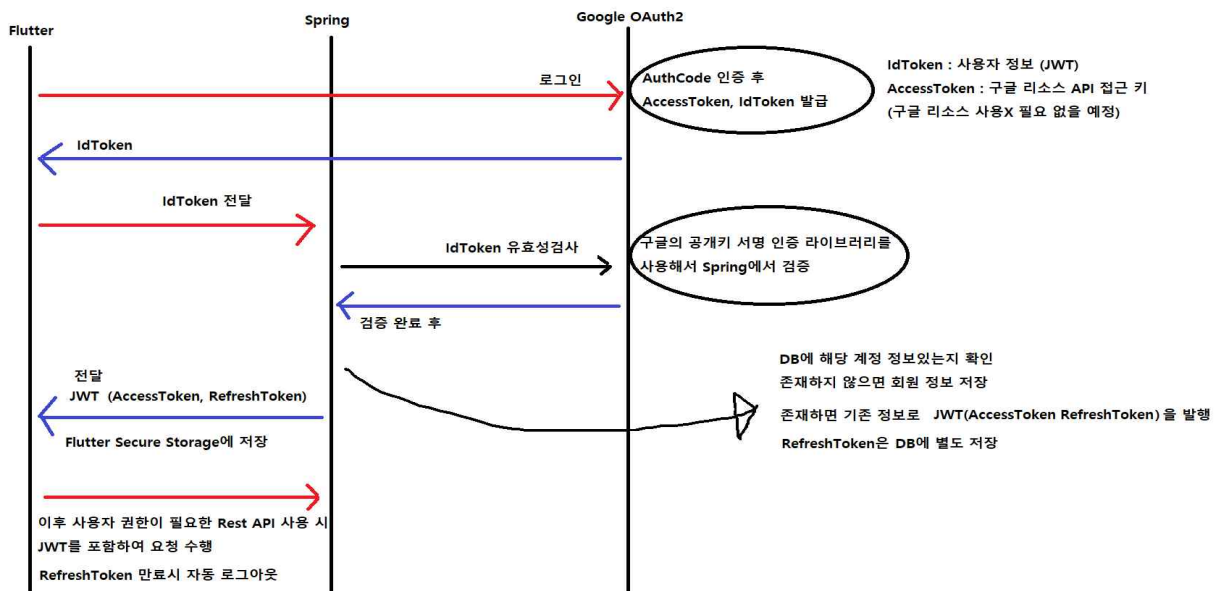 Flutter
Spring
Google OAuth2
로그인
AuthCode 인증 후
AccessToken, IdToken 발급
IdToken : 사용자 정보 (JWT)
AccessToken : 구글 리소스 API 접근 키
(구글 리소스 사용X 필요 없을 예정)
IdToken
IdToken 전달
IdToken 유효성검사
구글의 공개키 서명 인증 라이브러리를
사용해서 Spring에서 검증
검증 완료 후
DB에 해당 계정 정보있는지 확인
존재하지 않으면 회원 정보 저장
존재하면 기존 정보로 JWT(AccessToken RefreshToken)을 발행
RefreshToken은 DB에 별도 저장
전달
JWT (AccessToken, RefreshToken)
Flutter Secure Storage에 저장
이후 사용자 권한이 필요한 Rest API 사용 시
JWT를 포함하여 요청 수행
RefreshToken 만료시 자동 로그아웃